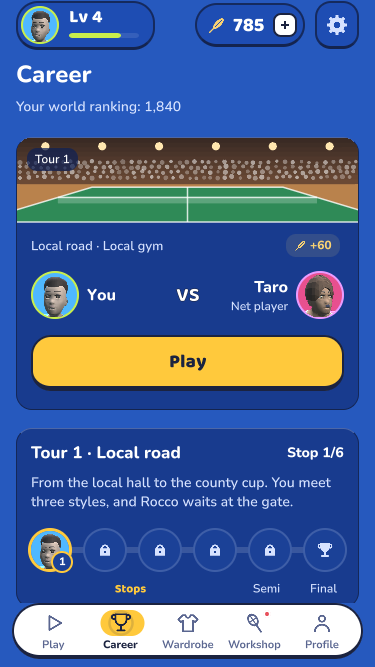 Lv 4
785
+
Career
Your world ranking: 1,840
Tour 1
Local road · Local gym
+60
You
VS
Taro
Net player
Play
Tour 1 · Local road
Stop 1/6
From the local hall to the county cup. You meet
three styles, and Rocco waits at the gate.
1
Stops
Semi
Final
Play
Career
Wardrobe
Workshop
Profile